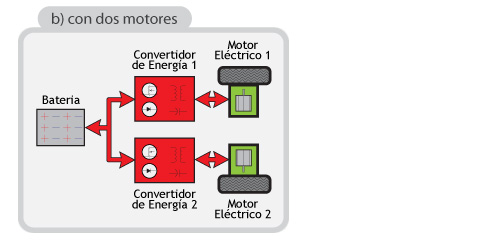 b) con dos motores
Convertidor
de Energía 1
Motor
Eléctrico 1
Bateria
Convertidor
de Energía 2
Motor
Eléctrico 2